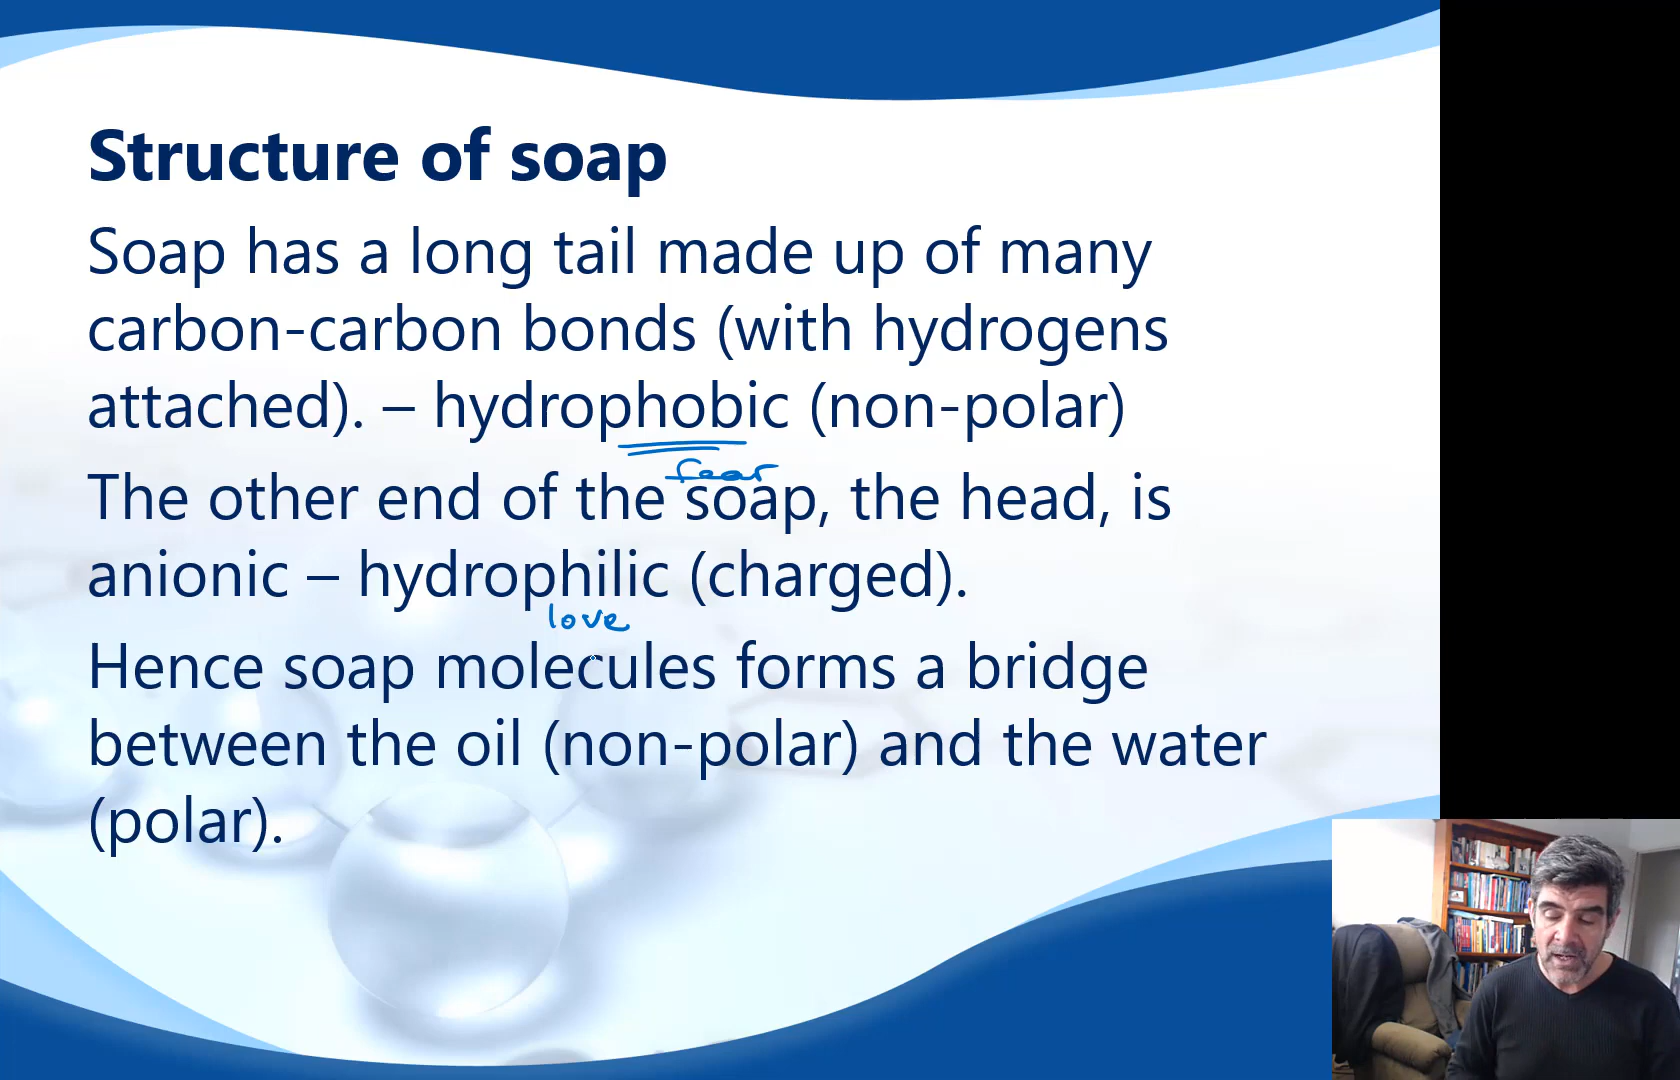 Structure of soap
Soap has a long tail made up of many
carbon-carbon bonds (with hydrogens
attached). – hydrophobic (non-polar)
fear
The other end of the soap, the head, is
anionic – hydrophilic (charged).
love
Hence soap molecules forms a bridge
between the oil (non-polar) and the water
(polar).